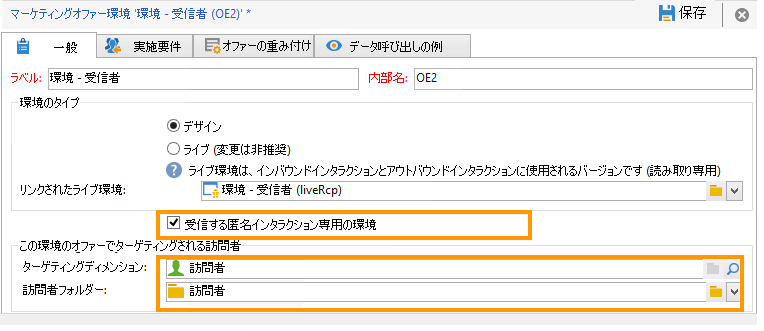 マーケティングオファー環境 '環境 - 受信者 (OE2)' *
保存
一般 実施要件 オファーの重み付け データ呼び出しの例
ラベル: 環境 - 受信者 内部名: OE2
環境のタイプ
デザイン
ライブ (変更は非推奨)
ライブ環境は、インバウンドインタラクションとアウトバウンドインタラクションに使用されるバージョンです (読み取り専用)
リンクされたライブ環境: 環境 - 受信者 (liveRcp)
受信する匿名インタラクション専用の環境
この環境のオファーでターゲティングされる訪問者
ターゲティングディメンション: 訪問者
訪問者フォルダー: 訪問者